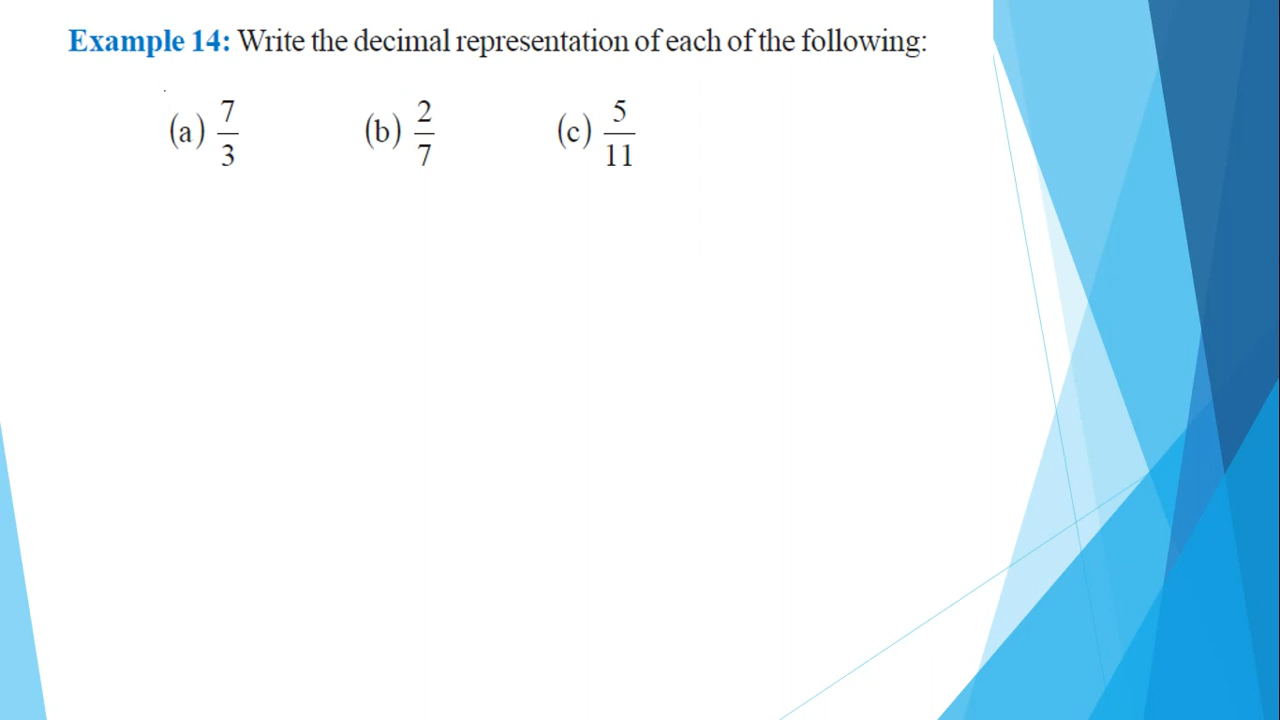 Example 14: Write the decimal representation of each of the following:
(a) 7/3 (b) 2/7 (c) 5/11